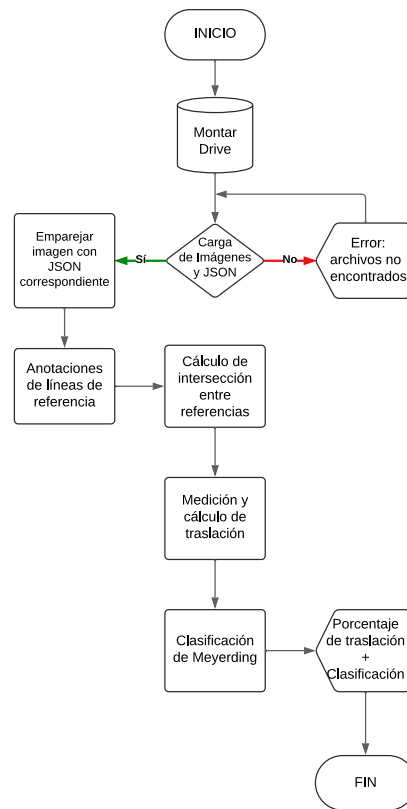 INICIO
Montar
Drive
Carga
de Imágenes
y JSON
Sí
No
Emparejar
imagen con
JSON
correspondiente
Error:
archivos no
encontrados
Anotaciones
de líneas de
referencia
Cálculo de
intersección
entre
referencias
Medición y
cálculo de
traslación
Clasificación
de Meyerding
Porcentaje
de traslación
+
Clasificación
FIN